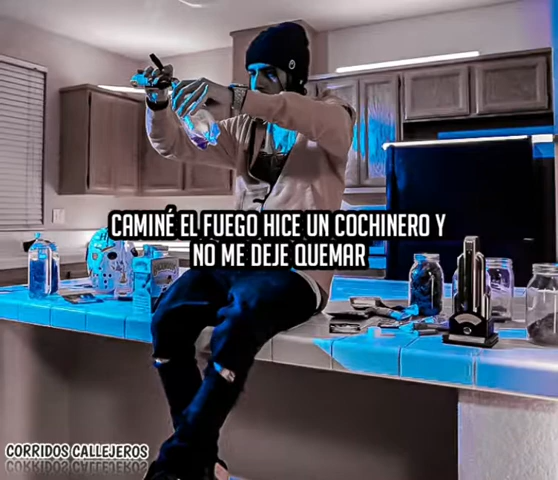 CAMINÉ EL FUEGO HICE UN COCHINERO Y
NO ME DEJE QUEMAR
CORRIDOS CALLEJEROS